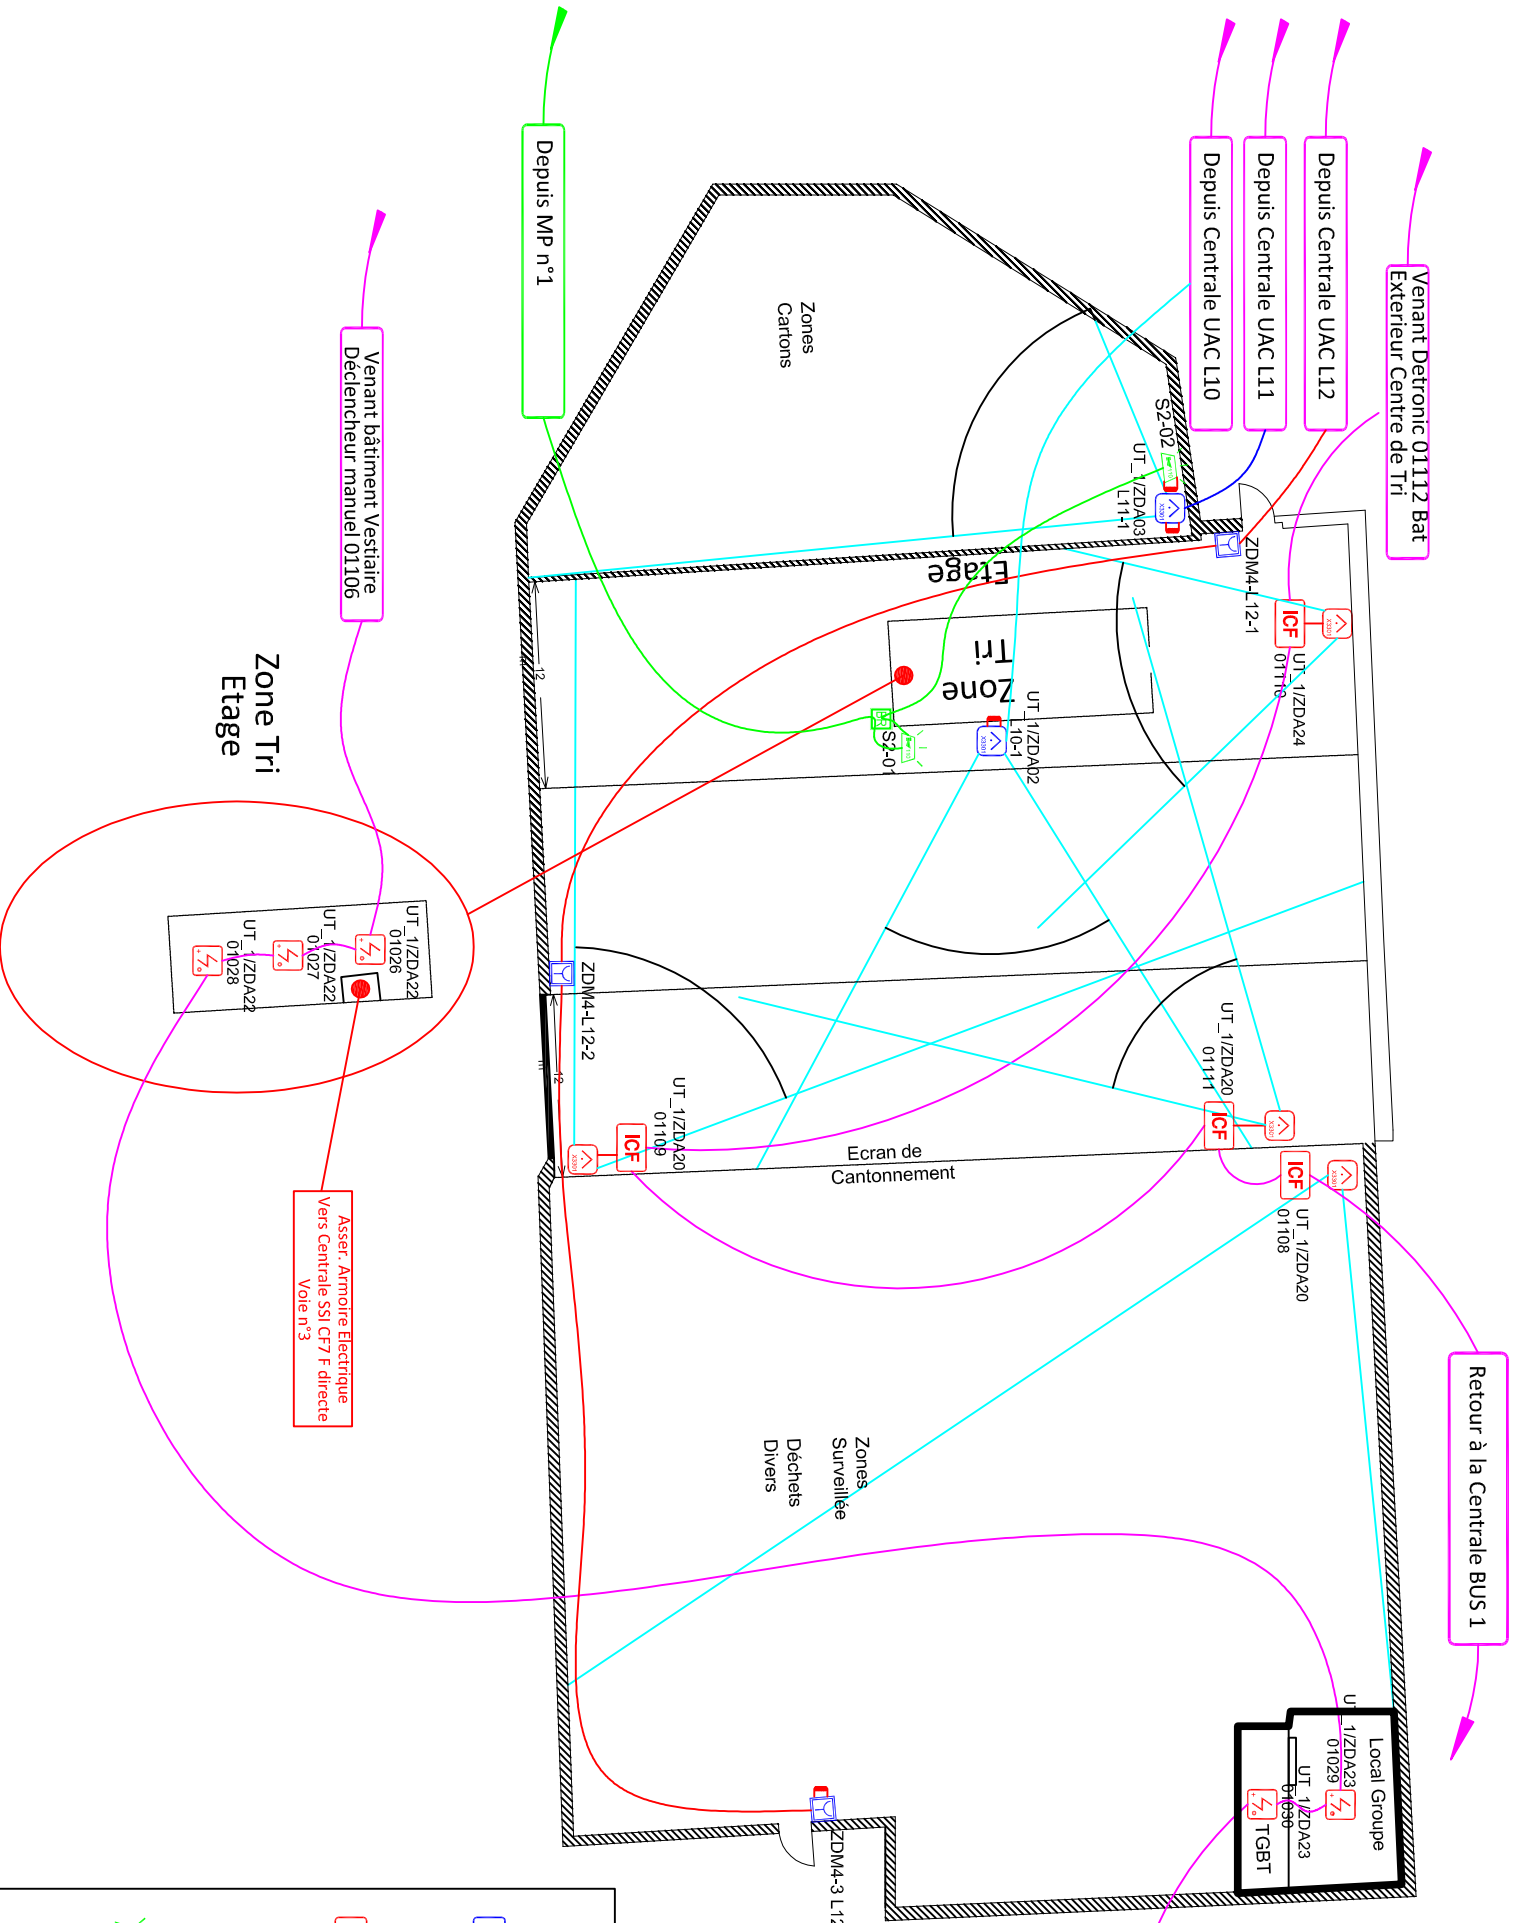 Venant Detronic 01112 Bat
Exterieur Centre de Tri
Depuis Centrale UAC L12
Depuis Centrale UAC L11
Depuis Centrale UAC L10
Depuis MP n°1
Venant bâtiment Vestiaire
Déclencheur manuel 01106
Zones
Cartons
S2-02
UT_1/ZDA03
L11-1
ZDM4-L12-1
ICF
UT_1/ZDA24
01110
Etage
Zone
Tri
UT_1/ZDA02
L10-1
S2-01
12
m
Zone Tri
Etage
UT_1/ZDA22
01026
UT_1/ZDA22
01027
UT_1/ZDA22
01028
ZDM4-L12-2
12
m
UT_1/ZDA20
01111
ICF
UT_1/ZDA20
01109
ICF
Ecran de
Cantonnement
ICF
UT_1/ZDA20
01108
Asser. Armoire Electrique
Vers Centrale SSI CF7 F directe
Voie n°3
Retour à la Centrale BUS 1
Zones
Surveillée
Déchets
Divers
Local Groupe
UT_1/ZDA23
01029
UT_1/ZDA23
01030
TGBT
ZDM4-3 L12